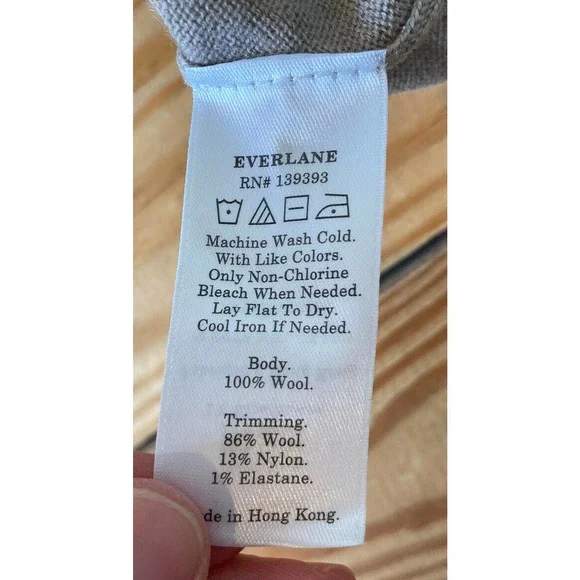 EVERLANE
RN# 139393
Machine Wash Cold.
With Like Colors.
Only Non-Chlorine
Bleach When Needed.
Lay Flat To Dry.
Cool Iron If Needed.
Body.
100% Wool.
Trimming.
86% Wool.
13% Nylon.
1% Elastane.
de in Hong Kong.